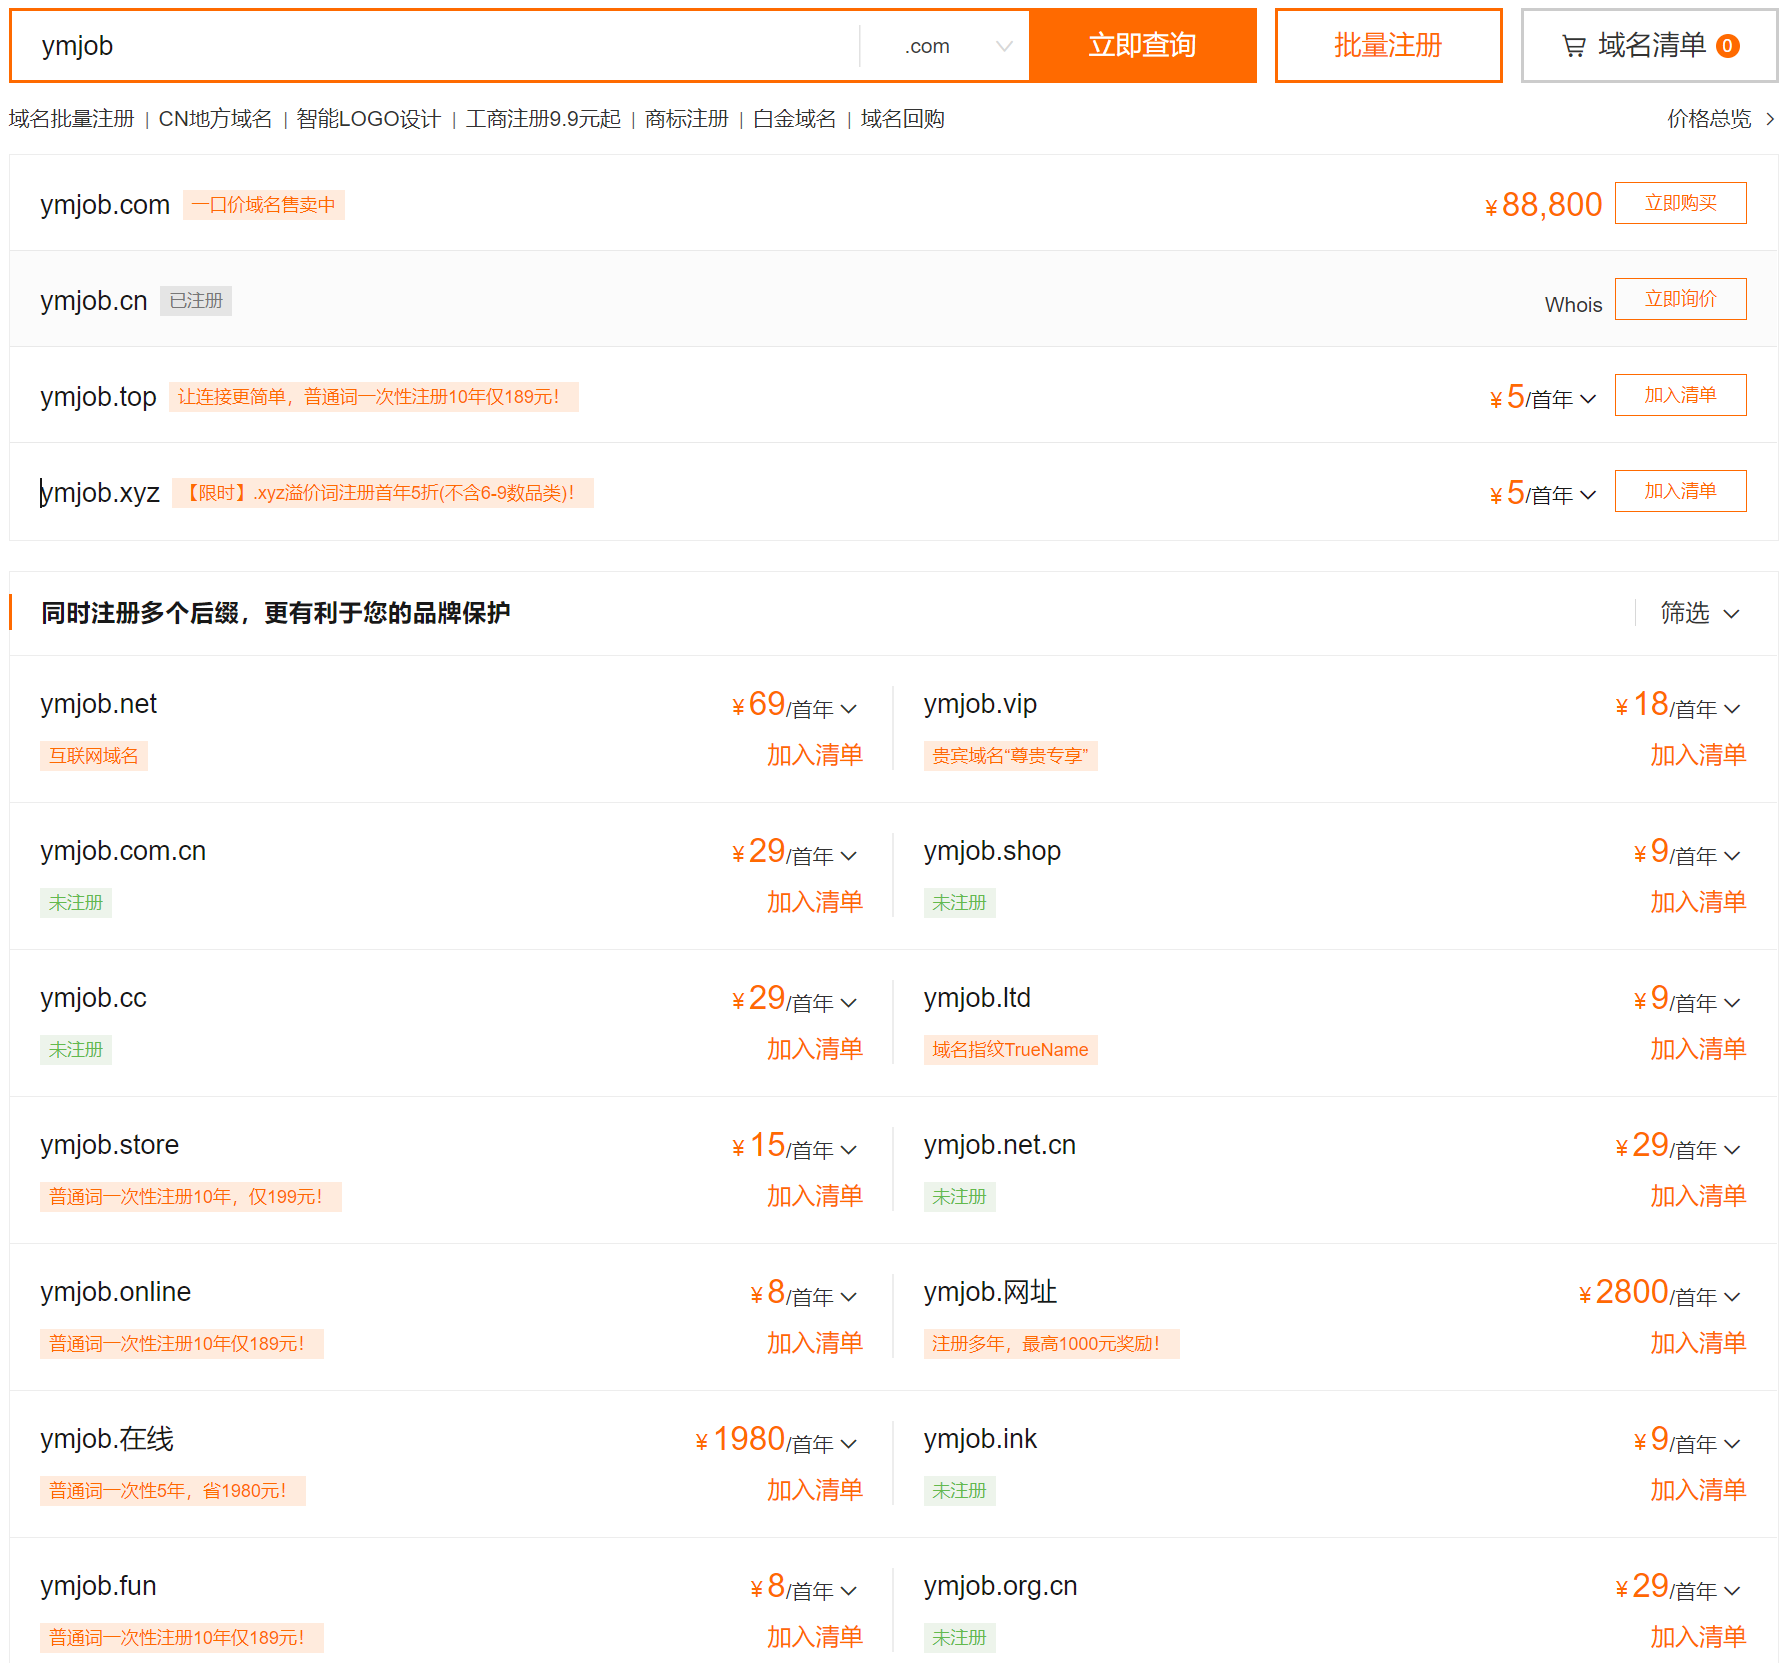 ymjob .com 立即查询 批量注册 域名清单 0
域名批量注册 | CN地方域名 | 智能LOGO设计 | 工商注册9.9元起 | 商标注册 | 白金域名 | 域名回购 价格总览
ymjob.com 一口价域名售卖中 ¥88,800 立即购买
ymjob.cn 已注册 Whois 立即询价
ymjob.top 让连接更简单，普通词一次性注册10年仅189元！ ¥5/首年 加入清单
ymjob.xyz 【限时】.xyz溢价词注册首年5折(不含6-9数品类)！ ¥5/首年 加入清单
同时注册多个后缀，更有利于您的品牌保护 筛选
ymjob.net ¥69/首年 ymjob.vip ¥18/首年
互联网域名 加入清单 贵宾域名“尊贵专享” 加入清单
ymjob.com.cn ¥29/首年 ymjob.shop ¥9/首年
未注册 加入清单 未注册 加入清单
ymjob.cc ¥29/首年 ymjob.ltd ¥9/首年
未注册 加入清单 域名指纹TrueName 加入清单
ymjob.store ¥15/首年 ymjob.net.cn ¥29/首年
普通词一次性注册10年，仅199元！ 加入清单 未注册 加入清单
ymjob.online ¥8/首年 ymjob.网址 ¥2800/首年
普通词一次性注册10年仅189元！ 加入清单 注册多年，最高1000元奖励！ 加入清单
ymjob.在线 ¥1980/首年 ymjob.ink ¥9/首年
普通词一次性5年，省1980元！ 加入清单 未注册 加入清单
ymjob.fun ¥8/首年 ymjob.org.cn ¥29/首年
普通词一次性注册10年仅189元！ 加入清单 未注册 加入清单